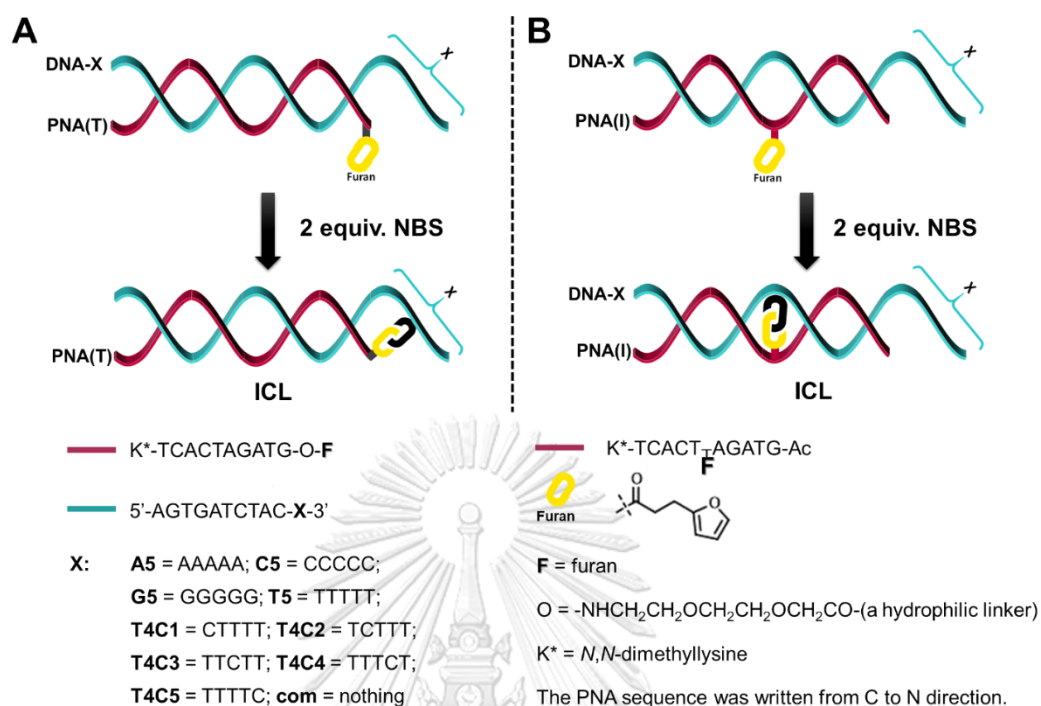 A
DNA-X
X
PNA(T)
Furan
2 equiv. NBS
X
PNA(T)
ICL
K*-TCACTAGATG-O-F
5'-AGTGATCTAC-X-3'
X: A5 = AAAAA; C5 = CCCCC;
G5 = GGGGG; T5 = TTTTT;
T4C1 = CTTTT; T4C2 = TCTTT;
T4C3 = TTCTT; T4C4 = TTTCT;
T4C5 = TTTTC; com = nothing
B
DNA-X
X
PNA(I)
Furan
2 equiv. NBS
DNA-X
X
PNA(I)
ICL
K*-TCACTTAGATG-Ac
F
O
O
Furan
F = furan
O = -NHCH2CH2OCH2CH2OCH2CO-(a hydrophilic linker)
K* = N,N-dimethyllysine
The PNA sequence was written from C to N direction.